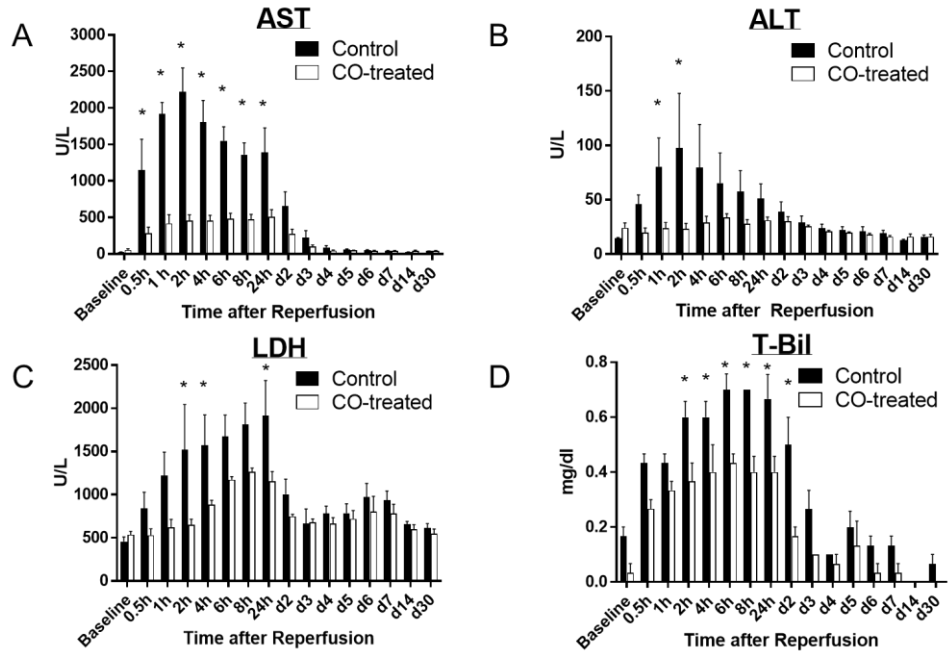 A
AST
Control
CO-treated
* * * * * * * *
3000
2500
2000
1500
1000
500
0
U/L
Baseline 0.5h 1 h 2h 4h 6h 8h 24h d2 d3 d4 d5 d6 d7 d14 d30
Time after Reperfusion
B
ALT
Control
CO-treated
* *
200
150
100
50
0
U/L
Baseline 0.5h 1h 2h 4h 6h 8h 24h d2 d3 d4 d5 d6 d7 d14 d30
Time after Reperfusion
C
LDH
Control
CO-treated
* * *
2500
2000
1500
1000
500
0
U/L
Baseline 0.5h 1h 2h 4h 6h 8h 24h d2 d3 d4 d5 d6 d7 d14 d30
Time after Reperfusion
D
T-Bil
Control
CO-treated
* * * * * *
0.8
0.6
0.4
0.2
0.0
mg/dl
Baseline 0.5h 1h 2h 4h 6h 8h 24h d2 d3 d4 d5 d6 d7 d14 d30
Time after Reperfusion